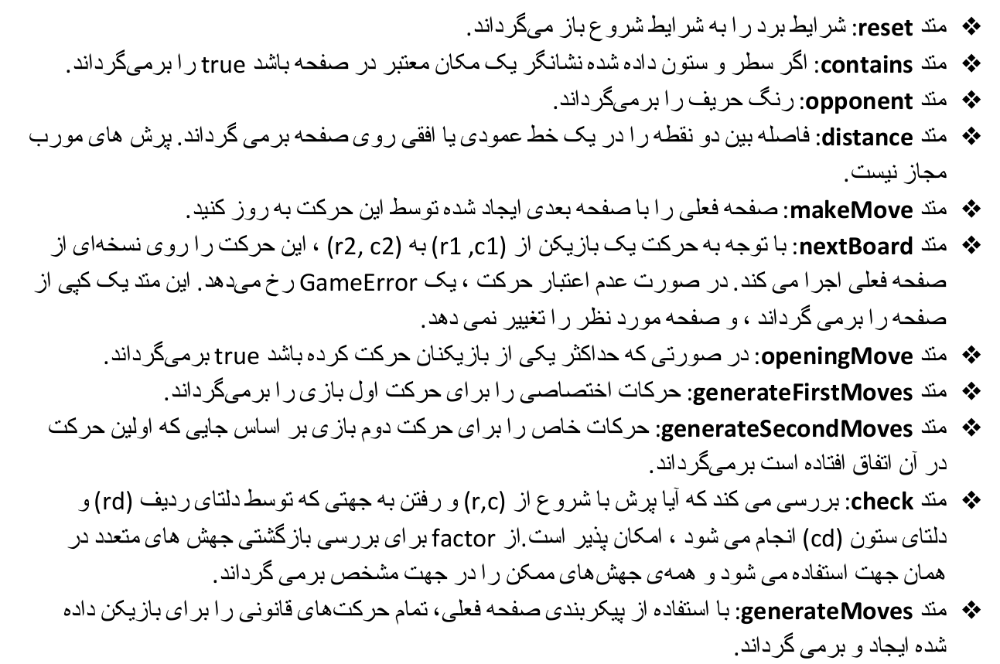 ❖ متد reset: شرایط برد را به شرایط شروع باز می‌گرداند.
❖ متد contains: اگر سطر و ستون داده شده نشانگر یک مکان معتبر در صفحه باشد true را برمی‌گرداند.
❖ متد opponent: رنگ حریف را برمی‌گرداند.
❖ متد distance: فاصله بین دو نقطه را در یک خط عمودی یا افقی روی صفحه برمی گرداند. پرش های مورب
مجاز نیست.
❖ متد makeMove: صفحه فعلی را با صفحه بعدی ایجاد شده توسط این حرکت به روز کنید.
❖ متد nextBoard: با توجه به حرکت یک بازیکن از (r1 ,c1) به (r2, c2) ، این حرکت را روی نسخه‌ای از
صفحه فعلی اجرا می کند. در صورت عدم اعتبار حرکت ، یک GameError رخ می‌دهد. این متد یک کپی از
صفحه را برمی گرداند ، و صفحه مورد نظر را تغییر نمی دهد.
❖ متد openingMove: در صورتی که حداکثر یکی از بازیکنان حرکت کرده باشد true برمی‌گرداند.
❖ متد generateFirstMoves: حرکات اختصاصی را برای حرکت اول بازی را برمی‌گرداند.
❖ متد generateSecondMoves: حرکات خاص را برای حرکت دوم بازی بر اساس جایی که اولین حرکت
در آن اتفاق افتاده است برمی‌گرداند.
❖ متد check: بررسی می کند که آیا پرش با شروع از (r,c) و رفتن به جهتی که توسط دلتای ردیف (rd) و
دلتای ستون (cd) انجام می شود ، امکان پذیر است.از factor برای بررسی بازگشتی جهش های متعدد در
همان جهت استفاده می شود و همه‌ی جهش‌های ممکن را در جهت مشخص برمی گرداند.
❖ متد generateMoves: با استفاده از پیکربندی صفحه فعلی، تمام حرکت‌های قانونی را برای بازیکن داده
شده ایجاد و برمی گرداند.